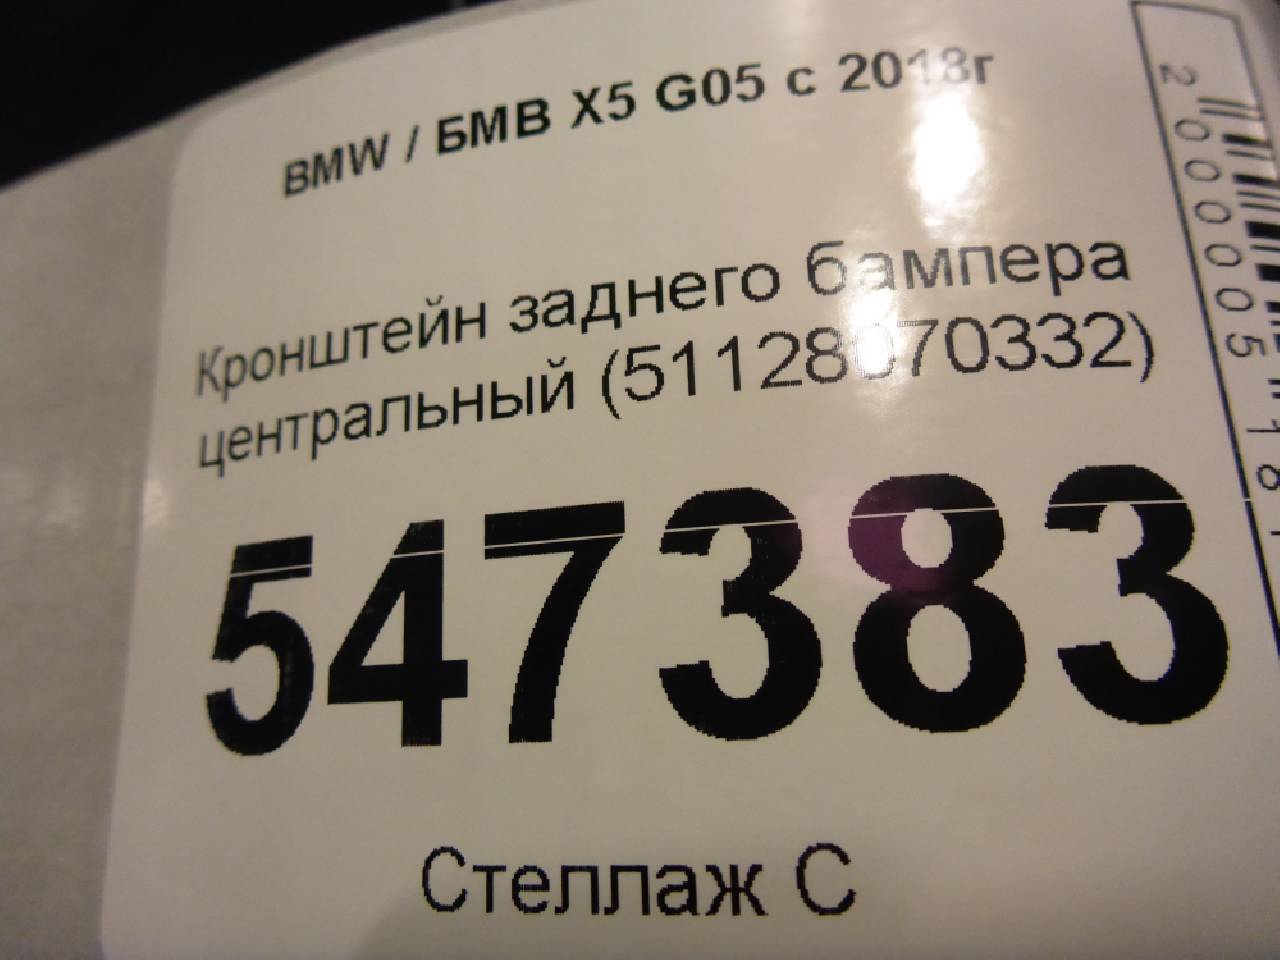 BMW / БМВ X5 G05 с 2018г
Кронштейн заднего бампера
центральный (51128070332)
547383
Стеллаж С